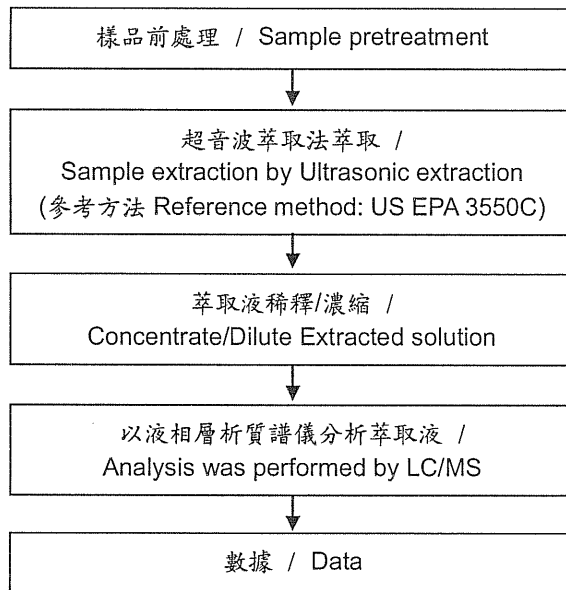 樣品前處理 / Sample pretreatment
超音波萃取法萃取 /
Sample extraction by Ultrasonic extraction
(參考方法 Reference method: US EPA 3550C)
萃取液稀釋/濃縮 /
Concentrate/Dilute Extracted solution
以液相層析質譜儀分析萃取液 /
Analysis was performed by LC/MS
數據 / Data